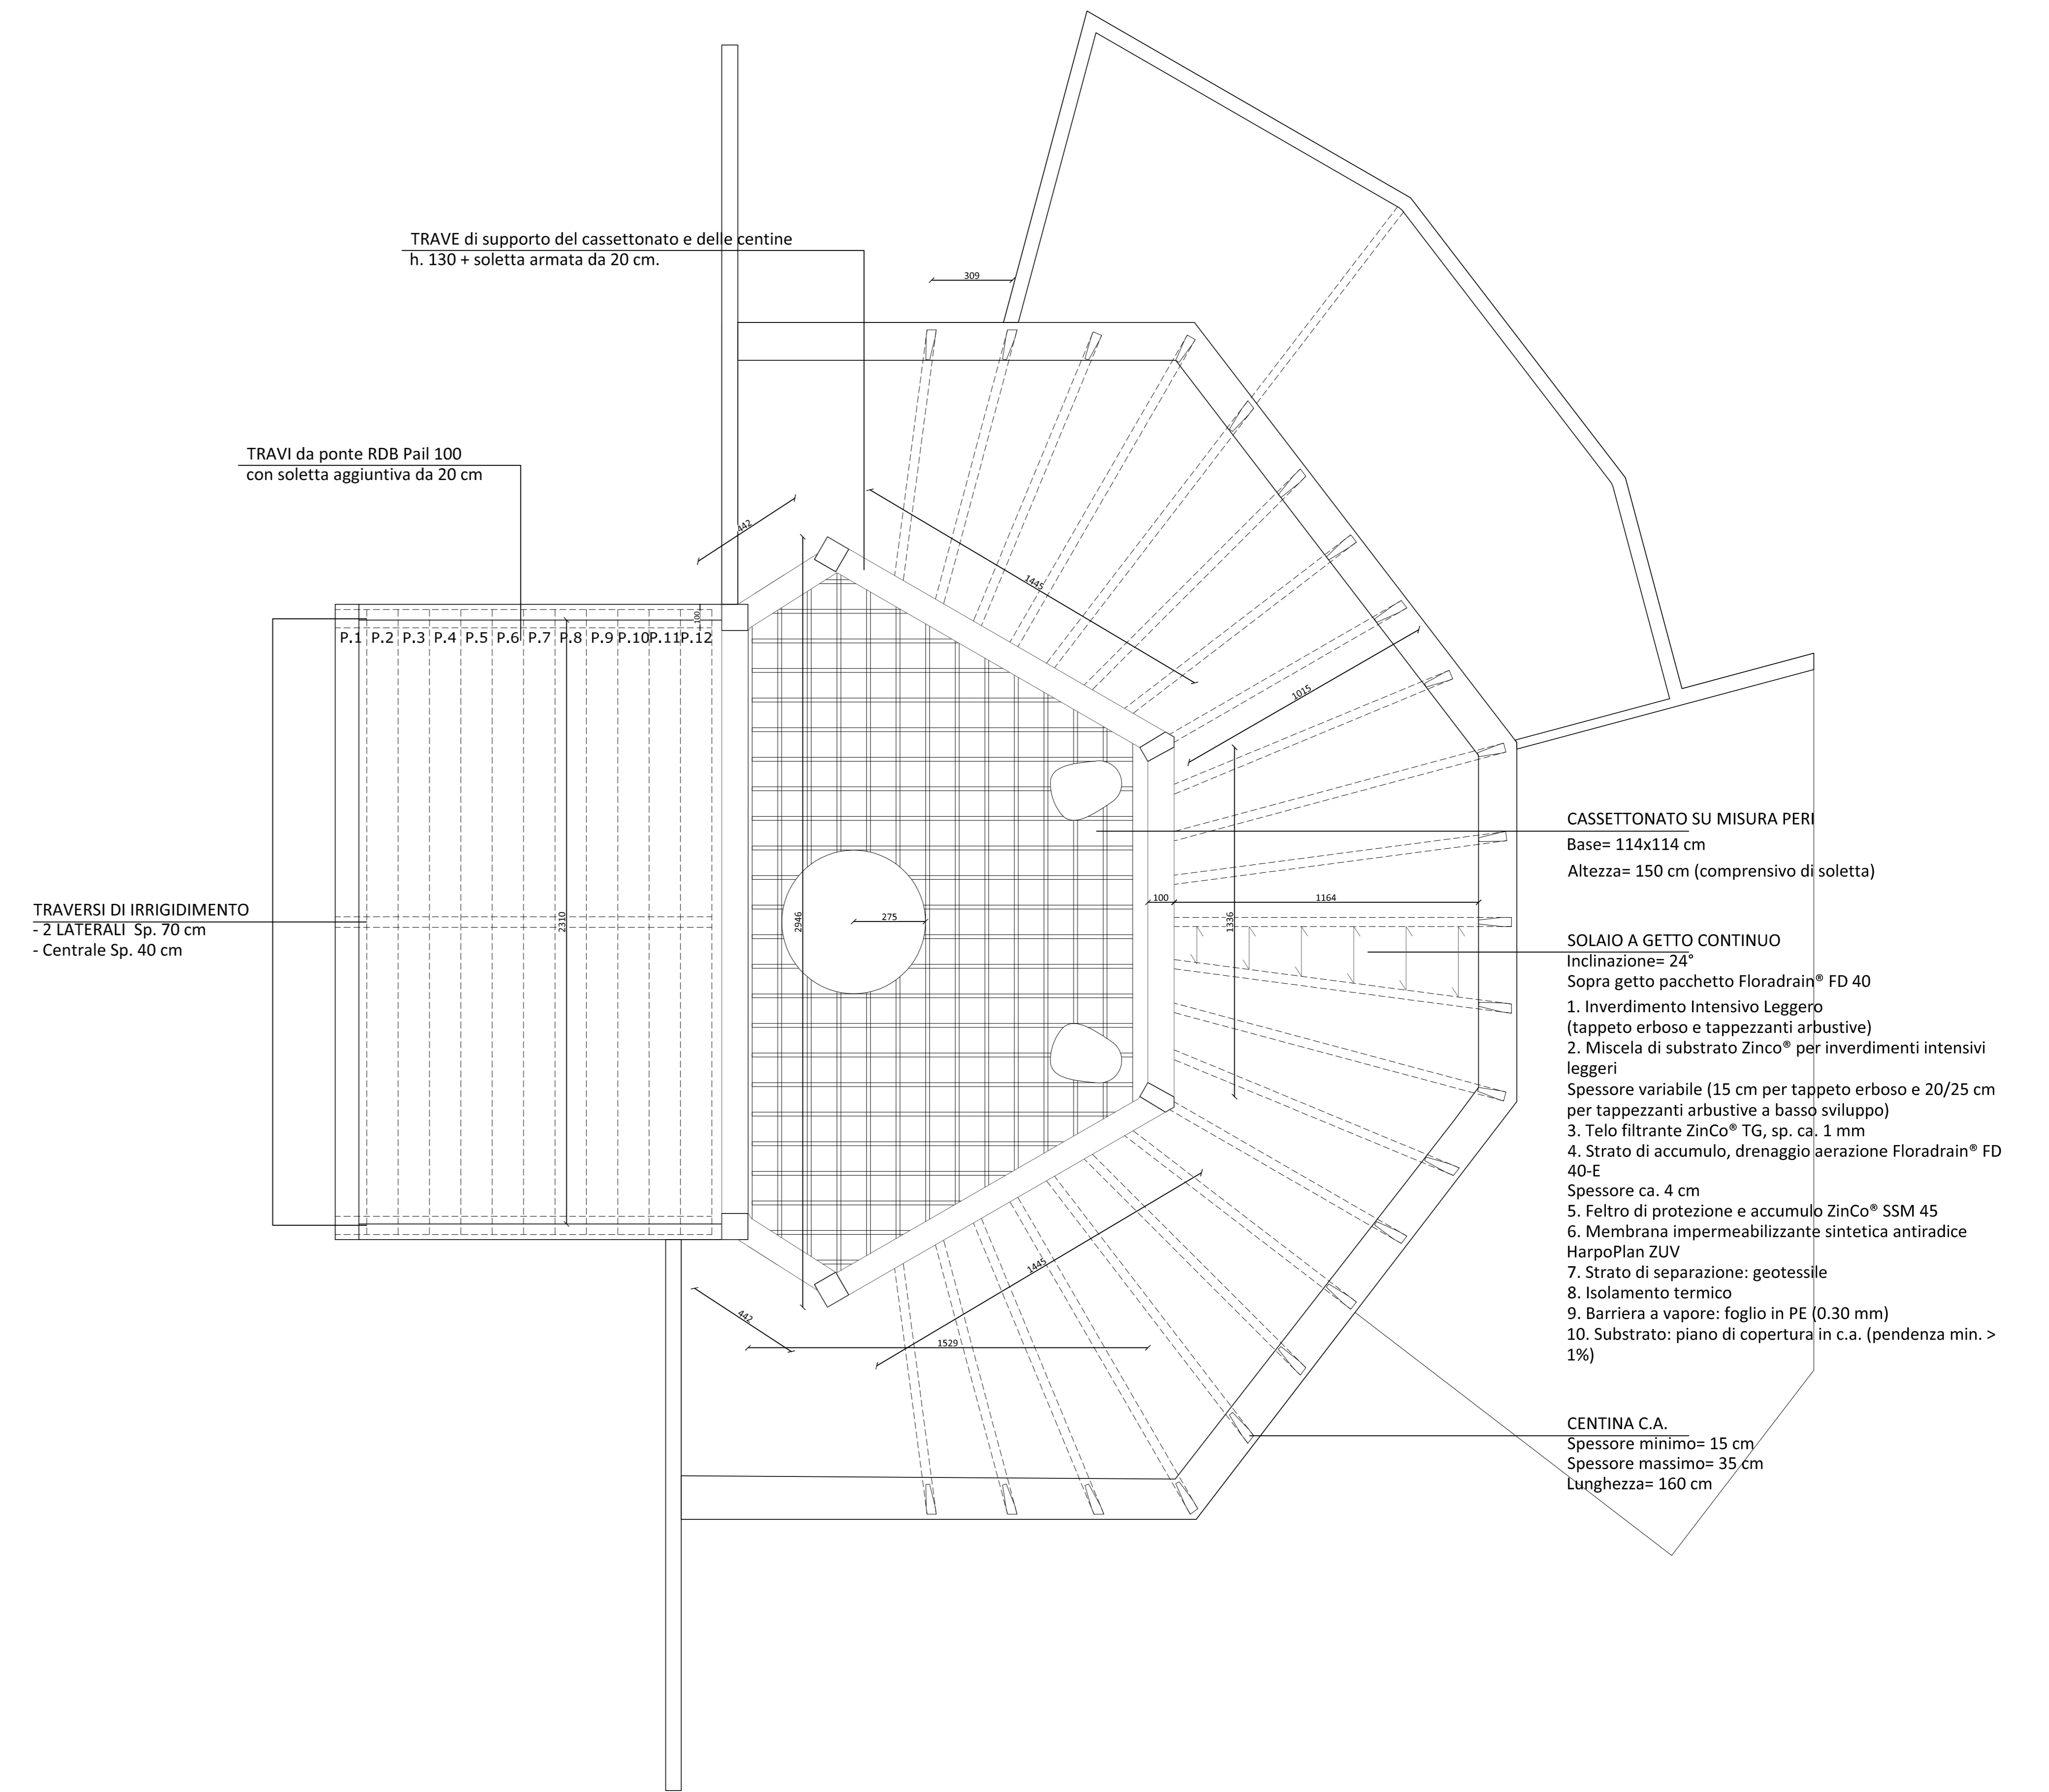 TRAVE di supporto del cassettonato e delle centine
h. 130 + soletta armata da 20 cm.
309
TRAVI da ponte RDB Pail 100
con soletta aggiuntiva da 20 cm
442
1445
100
P.1 P.2 P.3 P.4 P.5 P.6 P.7 P.8 P.9 P.10 P.11 P.12
1015
CASSETTONATO SU MISURA PERI
Base= 114x114 cm
Altezza= 150 cm (comprensivo di soletta)
TRAVERSI DI IRRIGIDIMENTO
- 2 LATERALI Sp. 70 cm
- Centrale Sp. 40 cm
2310
2946
275
100
1164
1336
SOLAIO A GETTO CONTINUO
Inclinazione= 24°
Sopra getto pacchetto Floradrain® FD 40
1. Inverdimento Intensivo Leggero
(tappeto erboso e tappezzanti arbustive)
2. Miscela di substrato Zinco® per inverdimenti intensivi
leggeri
Spessore variabile (15 cm per tappeto erboso e 20/25 cm
per tappezzanti arbustive a basso sviluppo)
3. Telo filtrante ZinCo® TG, sp. ca. 1 mm
4. Strato di accumulo, drenaggio aerazione Floradrain® FD
40-E
Spessore ca. 4 cm
5. Feltro di protezione e accumulo ZinCo® SSM 45
6. Membrana impermeabilizzante sintetica antiradice
HarpoPlan ZUV
7. Strato di separazione: geotessile
8. Isolamento termico
9. Barriera a vapore: foglio in PE (0.30 mm)
10. Substrato: piano di copertura in c.a. (pendenza min. >
1%)
1445
442
1529
CENTINA C.A.
Spessore minimo= 15 cm
Spessore massimo= 35 cm
Lunghezza= 160 cm